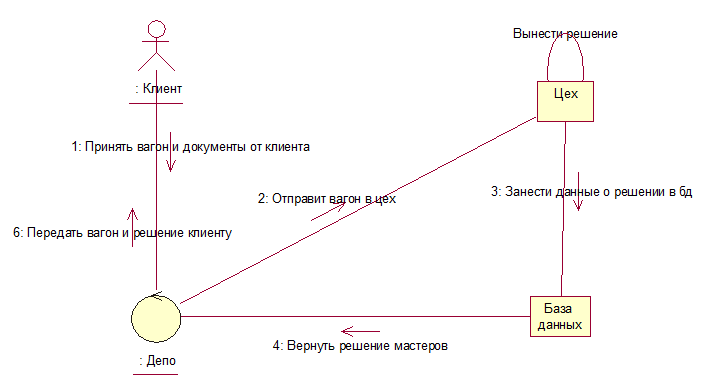 Вынести решение
: Клиент
Цех
1: Принять вагон и документы от клиента
2: Отправит вагон в цех
3: Занести данные о решении в бд
6: Передать вагон и решение клиенту
База
данных
4: Вернуть решение мастеров
: Депо